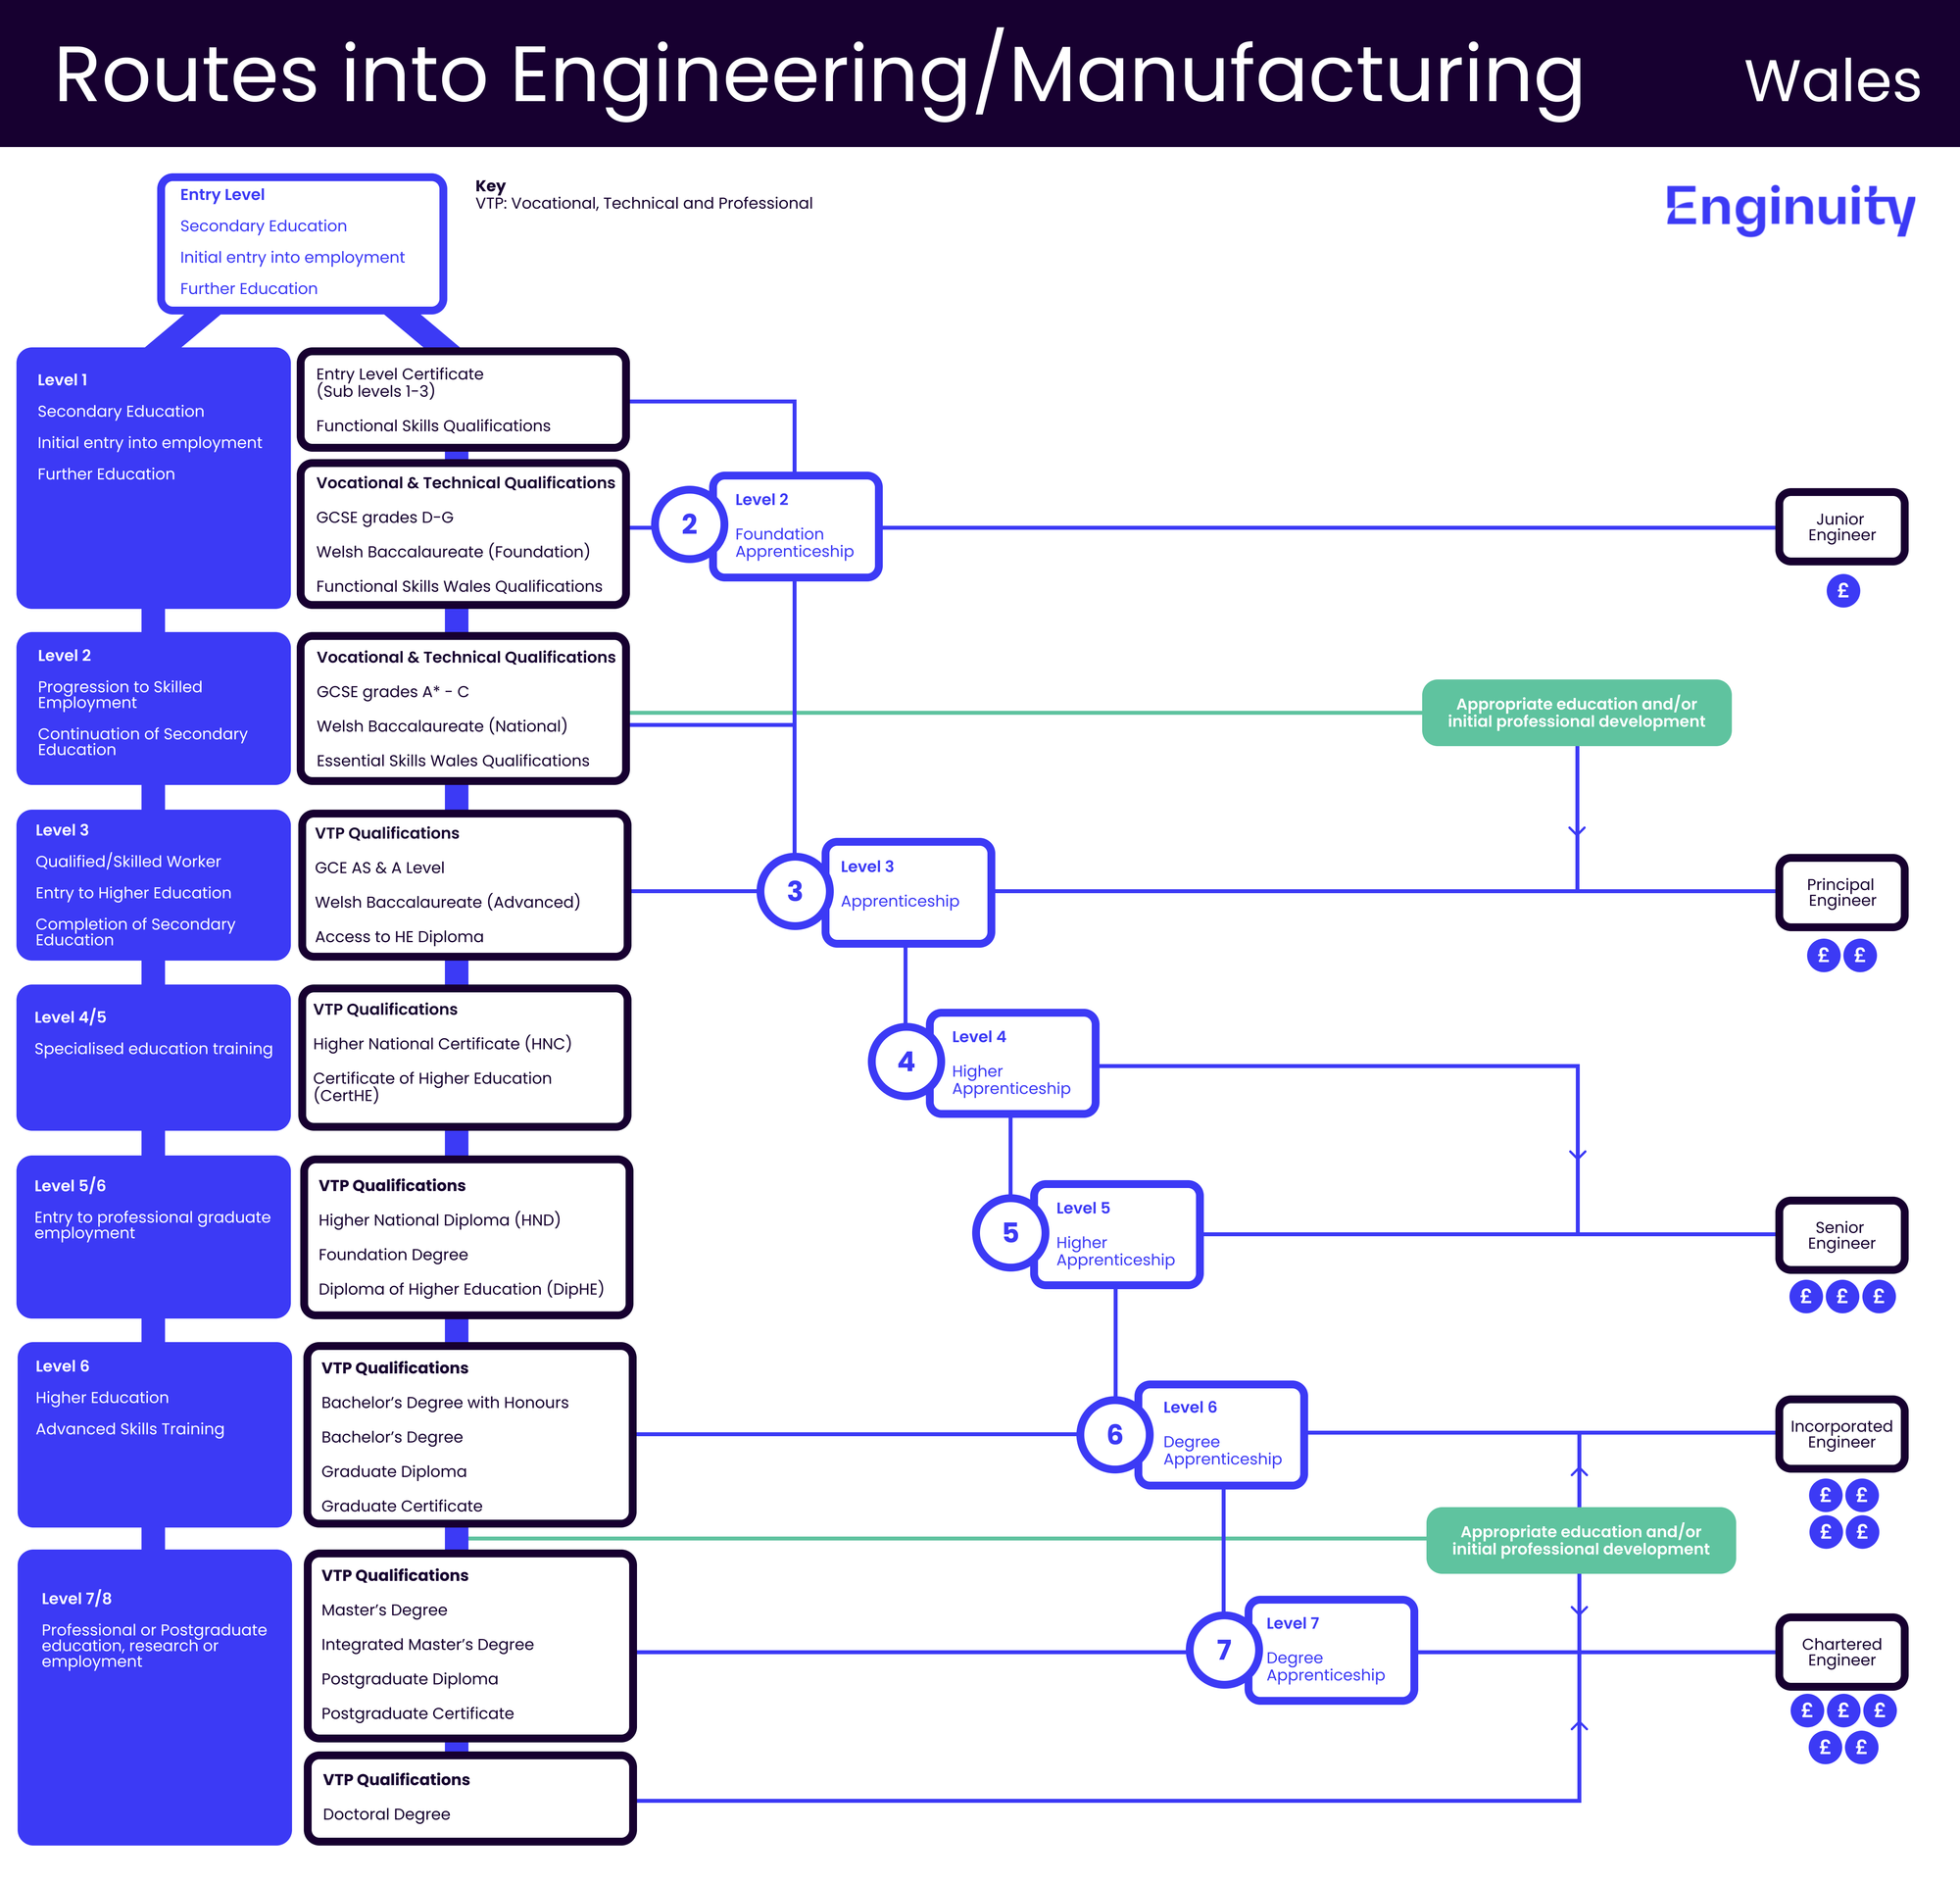 Routes into Engineering/Manufacturing
Wales
Entry Level
Secondary Education
Initial entry into employment
Further Education
Key
VTP: Vocational, Technical and Professional
Enginuity
Level 1
Secondary Education
Initial entry into employment
Further Education
Entry Level Certificate
(Sub levels 1-3)
Functional Skills Qualifications
Vocational & Technical Qualifications
GCSE grades D-G
Welsh Baccalaureate (Foundation)
Functional Skills Wales Qualifications
2
Level 2
Foundation
Apprenticeship
Junior
Engineer
£
Level 2
Progression to Skilled
Employment
Continuation of Secondary
Education
Vocational & Technical Qualifications
GCSE grades A* - C
Welsh Baccalaureate (National)
Essential Skills Wales Qualifications
Appropriate education and/or
initial professional development
Level 3
Qualified/Skilled Worker
Entry to Higher Education
Completion of Secondary
Education
VTP Qualifications
GCE AS & A Level
Welsh Baccalaureate (Advanced)
Access to HE Diploma
3
Level 3
Apprenticeship
Principal
Engineer
£ £
Level 4/5
Specialised education training
VTP Qualifications
Higher National Certificate (HNC)
Certificate of Higher Education
(CertHE)
4
Level 4
Higher
Apprenticeship
Level 5/6
Entry to professional graduate
employment
VTP Qualifications
Higher National Diploma (HND)
Foundation Degree
Diploma of Higher Education (DipHE)
5
Level 5
Higher
Apprenticeship
Senior
Engineer
£ £ £
Level 6
Higher Education
Advanced Skills Training
VTP Qualifications
Bachelor’s Degree with Honours
Bachelor’s Degree
Graduate Diploma
Graduate Certificate
6
Level 6
Degree
Apprenticeship
Incorporated
Engineer
£ £
£ £
Appropriate education and/or
initial professional development
Level 7/8
Professional or Postgraduate
education, research or
employment
VTP Qualifications
Master’s Degree
Integrated Master’s Degree
Postgraduate Diploma
Postgraduate Certificate
7
Level 7
Degree
Apprenticeship
Chartered
Engineer
£ £ £
£ £
VTP Qualifications
Doctoral Degree